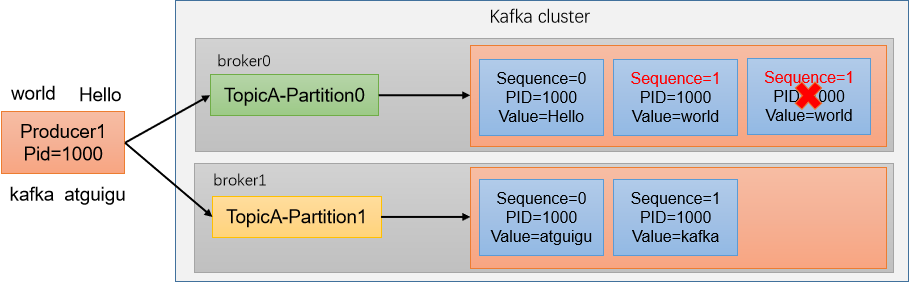 Kafka cluster
broker0
TopicA-Partition0
Sequence=0
PID=1000
Value=Hello
Sequence=1
PID=1000
Value=world
Sequence=1
PID=1000
Value=world
world Hello
Producer1
Pid=1000
kafka atguigu
broker1
TopicA-Partition1
Sequence=0
PID=1000
Value=atguigu
Sequence=1
PID=1000
Value=kafka